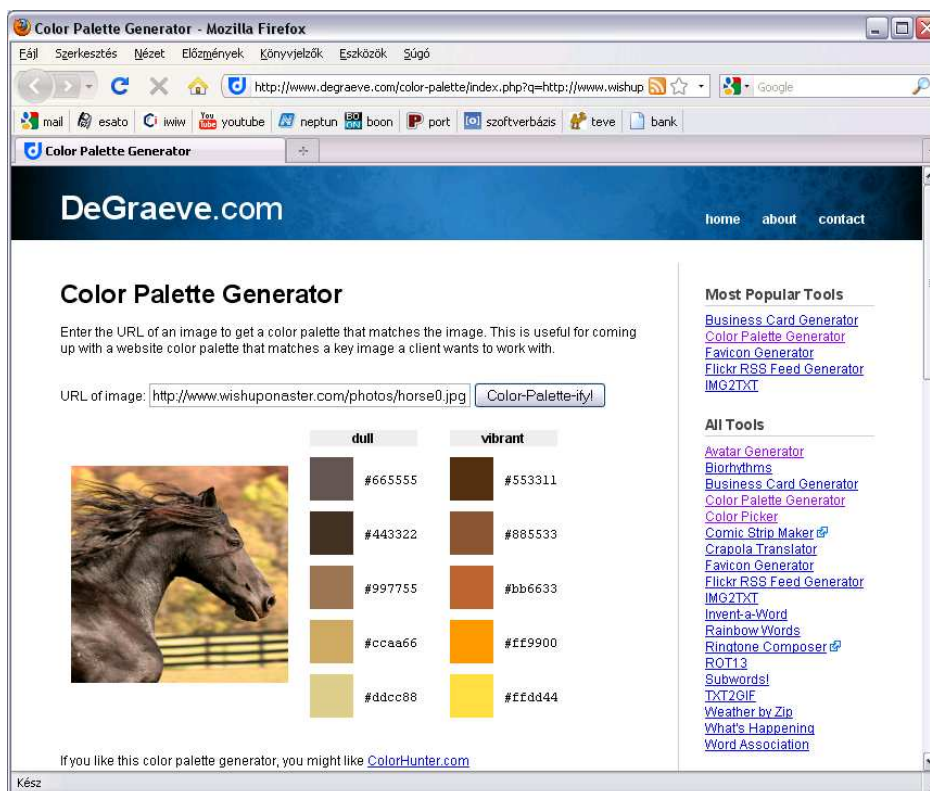 Color Palette Generator - Mozilla Firefox
Fájl Szerkesztés Nézet Előzmények Könyvjelzők Eszközök Súgó
http://www.degraeve.com/color-palette/index.php?q=http://www.wishup Google
mail esato iwiw youtube neptun boon port szoftverbázis teve bank
Color Palette Generator
DeGraeve.com
home about contact
Color Palette Generator
Enter the URL of an image to get a color palette that matches the image. This is useful for coming
up with a website color palette that matches a key image a client wants to work with.
URL of image: http://www.wishuponaster.com/photos/horse0.jpg Color-Palette-ify!
dull vibrant
#665555 #553311
#443322 #885533
#997755 #bb6633
#ccaa66 #ff9900
#ddcc88 #ffdd44
If you like this color palette generator, you might like ColorHunter.com
Most Popular Tools
Business Card Generator
Color Palette Generator
Favicon Generator
Flickr RSS Feed Generator
IMG2TXT
All Tools
Avatar Generator
Biorhythms
Business Card Generator
Color Palette Generator
Color Picker
Comic Strip Maker
Crapola Translator
Favicon Generator
Flickr RSS Feed Generator
IMG2TXT
Invent-a-Word
Rainbow Words
Ringtone Composer
ROT13
Subwords!
TXT2GIF
Weather by Zip
What's Happening
Word Association
Kész